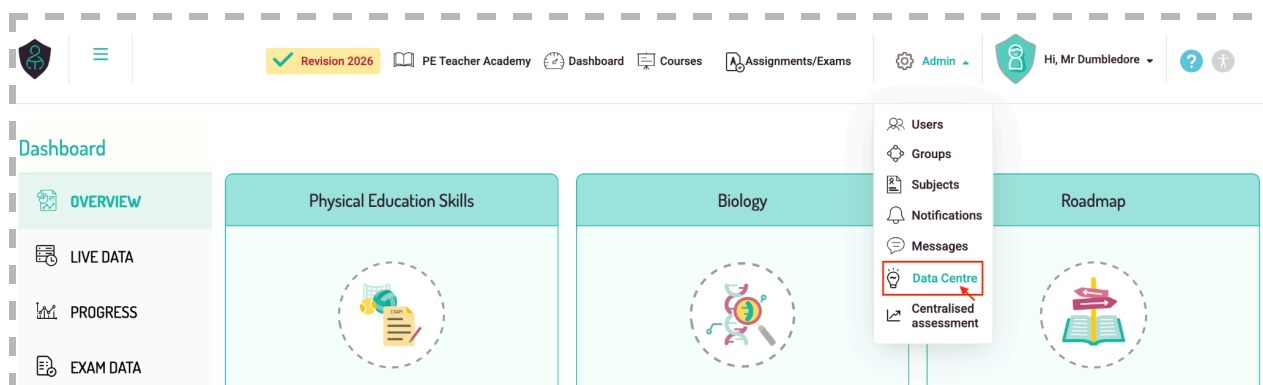 Revision 2026
PE Teacher Academy
Dashboard
Courses
Assignments/Exams
Admin
Hi, Mr Dumbledore
?
Users
Groups
Subjects
Notifications
Messages
Data Centre
Centralised
assessment
Dashboard
OVERVIEW
LIVE DATA
PROGRESS
EXAM DATA
Physical Education Skills
EXAM
Biology
Roadmap